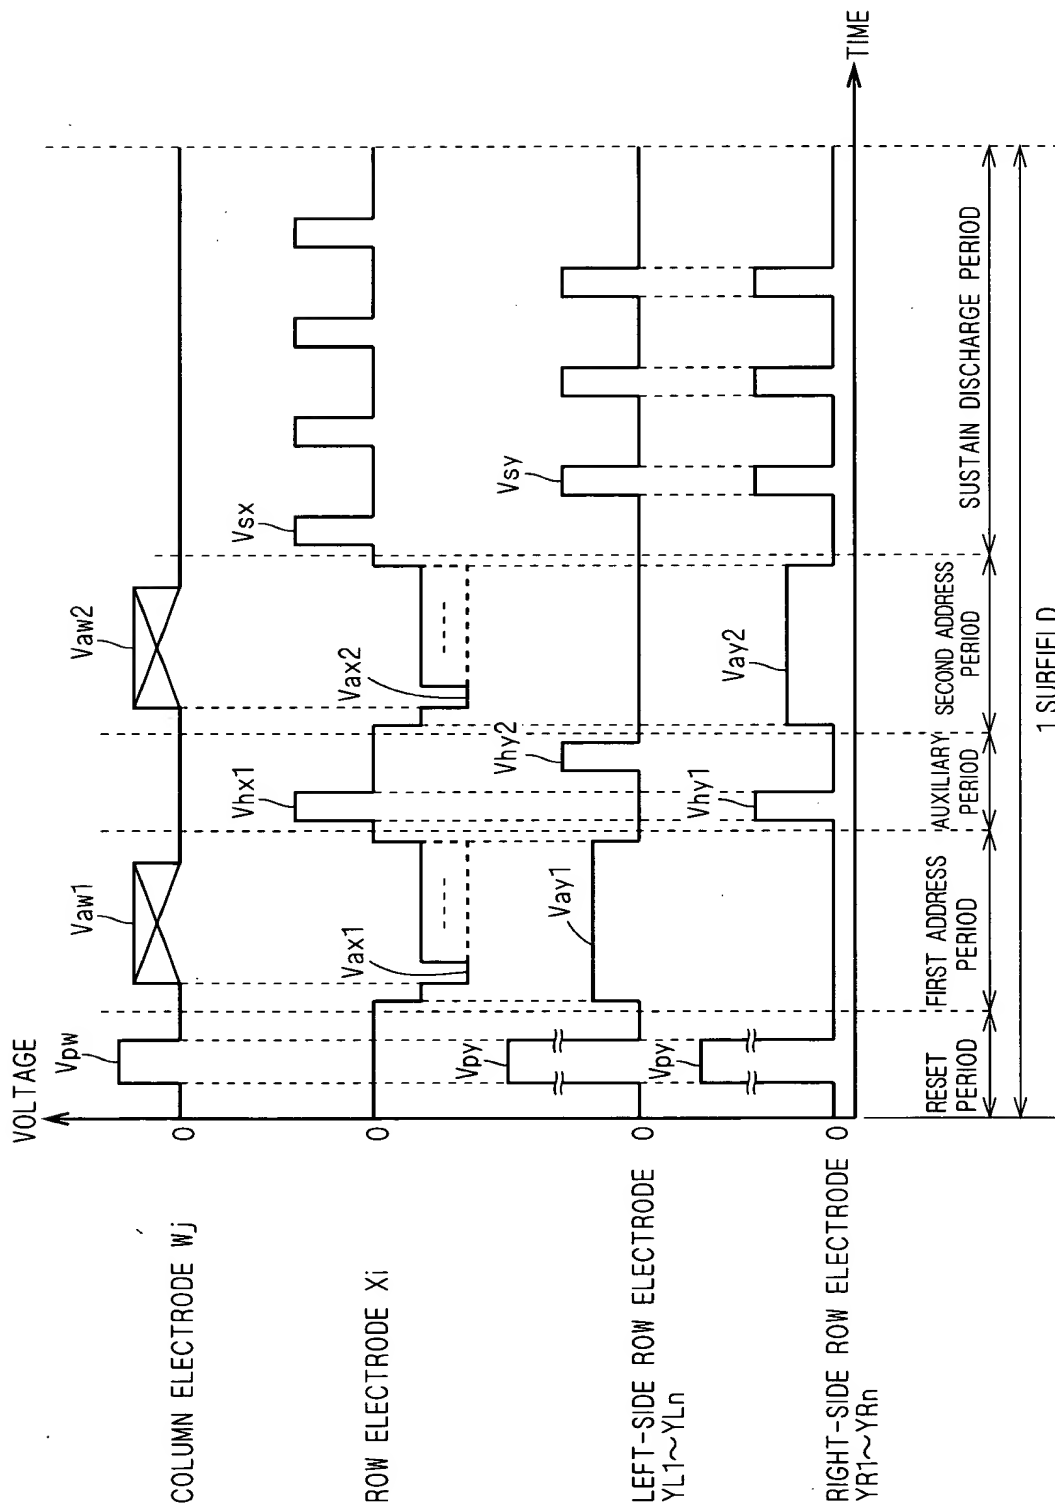 VOLTAGE
COLUMN ELECTRODE Wj
0
Vpw
Vaw1
Vaw2
ROW ELECTRODE Xi
0
Vax1
Vhx1
Vax2
Vsx
LEFT-SIDE ROW ELECTRODE
YL1~YLn
0
Vpy
Vay1
Vhy2
Vsy
RIGHT-SIDE ROW ELECTRODE
YR1~YRn
0
Vpy
Vhy1
Vay2
TIME
RESET
PERIOD
FIRST ADDRESS
PERIOD
AUXILIARY
PERIOD
SECOND ADDRESS
PERIOD
SUSTAIN DISCHARGE PERIOD
1 SUBFIELD